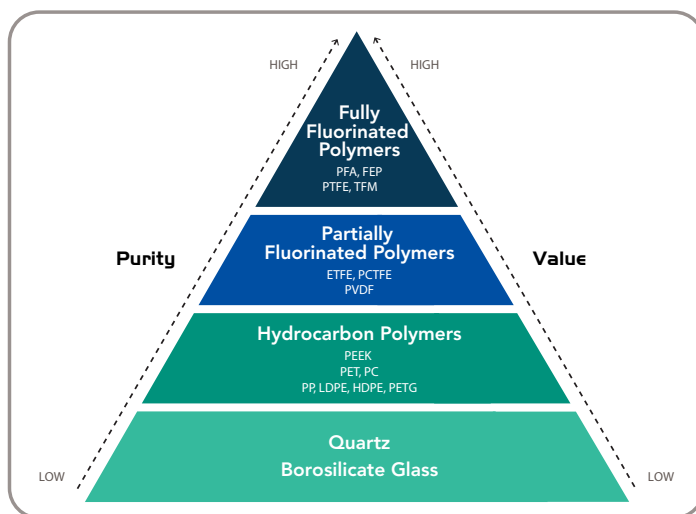 HIGH
HIGH
Fully
Fluorinated
Polymers
PFA, FEP
PTFE, TFM
Purity
Partially
Fluorinated Polymers
ETFE, PCTFE
PVDF
Value
Hydrocarbon Polymers
PEEK
PET, PC
PP, LDPE, HDPE, PETG
Quartz
Borosilicate Glass
LOW
LOW